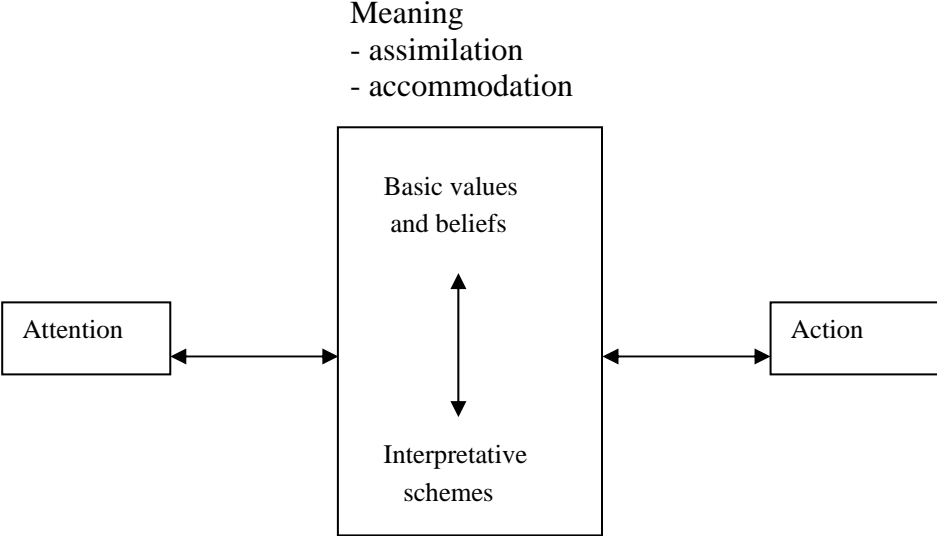 Meaning
- assimilation
- accommodation
Basic values
and beliefs
Attention
Action
Interpretative
schemes